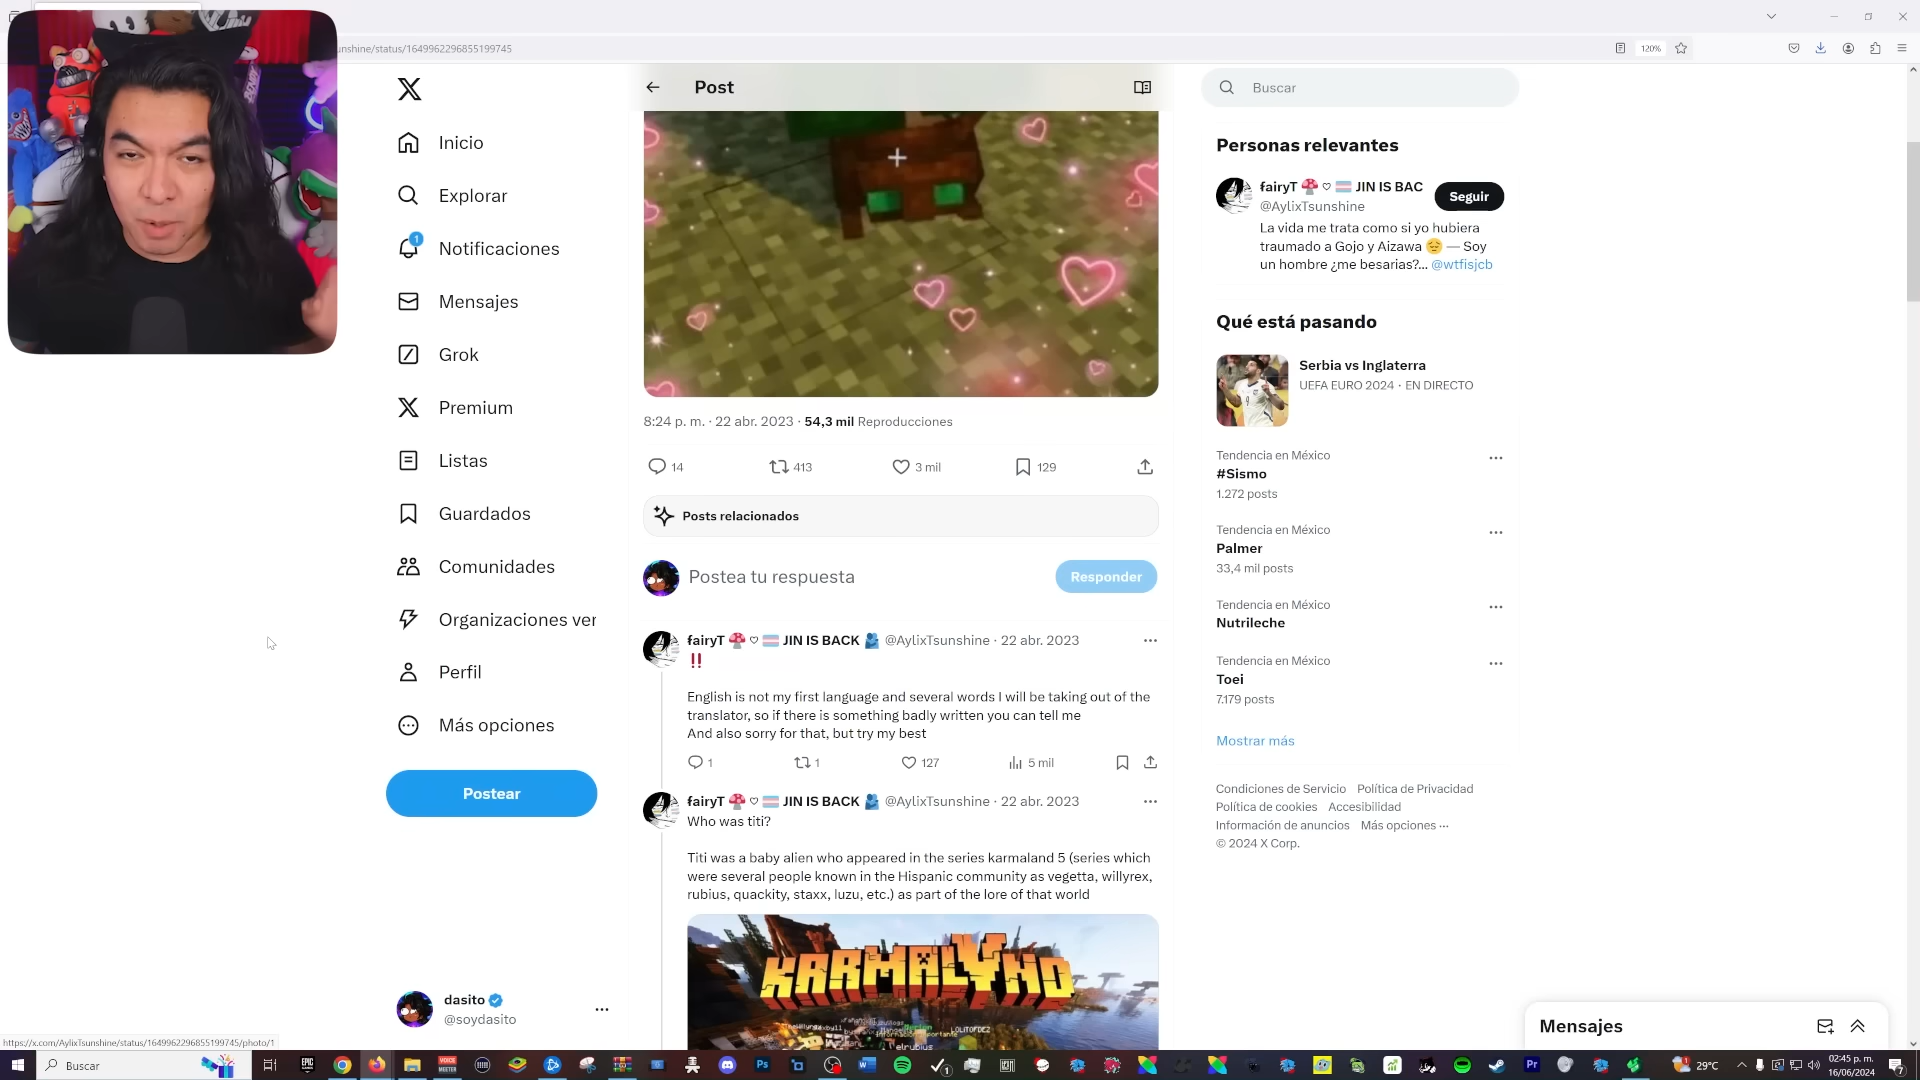 unshine/status/1649962296855199745
120%
Post
Buscar
Inicio
Explorar
1
Notificaciones
Mensajes
Grok
Premium
Listas
Guardados
Comunidades
Organizaciones ver
Perfil
Más opciones
Postear
dasito
@soydasito
8:24 p. m. · 22 abr. 2023 · 54,3 mil Reproducciones
14 413 3 mil 129
Posts relacionados
Postea tu respuesta
Responder
fairyT 🍄 ♡ JIN IS BACK 🫂 @AylixTsunshine · 22 abr. 2023
‼
English is not my first language and several words I will be taking out of the
translator, so if there is something badly written you can tell me
And also sorry for that, but try my best
1 1 127 5 mil
fairyT 🍄 ♡ JIN IS BACK 🫂 @AylixTsunshine · 22 abr. 2023
Who was titi?
Titi was a baby alien who appeared in the series karmaland 5 (series which
were several people known in the Hispanic community as vegetta, willyrex,
rubius, quackity, staxx, luzu, etc.) as part of the lore of that world
KARMALAND
LOLITOFDEZ
elrubius
Personas relevantes
fairyT 🍄 ♡ JIN IS BAC
@AylixTsunshine
Seguir
La vida me trata como si yo hubiera
traumado a Gojo y Aizawa 😔 — Soy
un hombre ¿me besarias?... @wtfisjcb
Qué está pasando
Serbia vs Inglaterra
UEFA EURO 2024 · EN DIRECTO
Tendencia en México
#Sismo
1.272 posts
Tendencia en México
Palmer
33,4 mil posts
Tendencia en México
Nutrileche
Tendencia en México
Toei
7.179 posts
Mostrar más
Condiciones de Servicio Política de Privacidad
Política de cookies Accesibilidad
Información de anuncios Más opciones ···
© 2024 X Corp.
Mensajes
https://x.com/AylixTsunshine/status/1649962296855199745/photo/1
Buscar
29°C
02:45 p. m.
16/06/2024